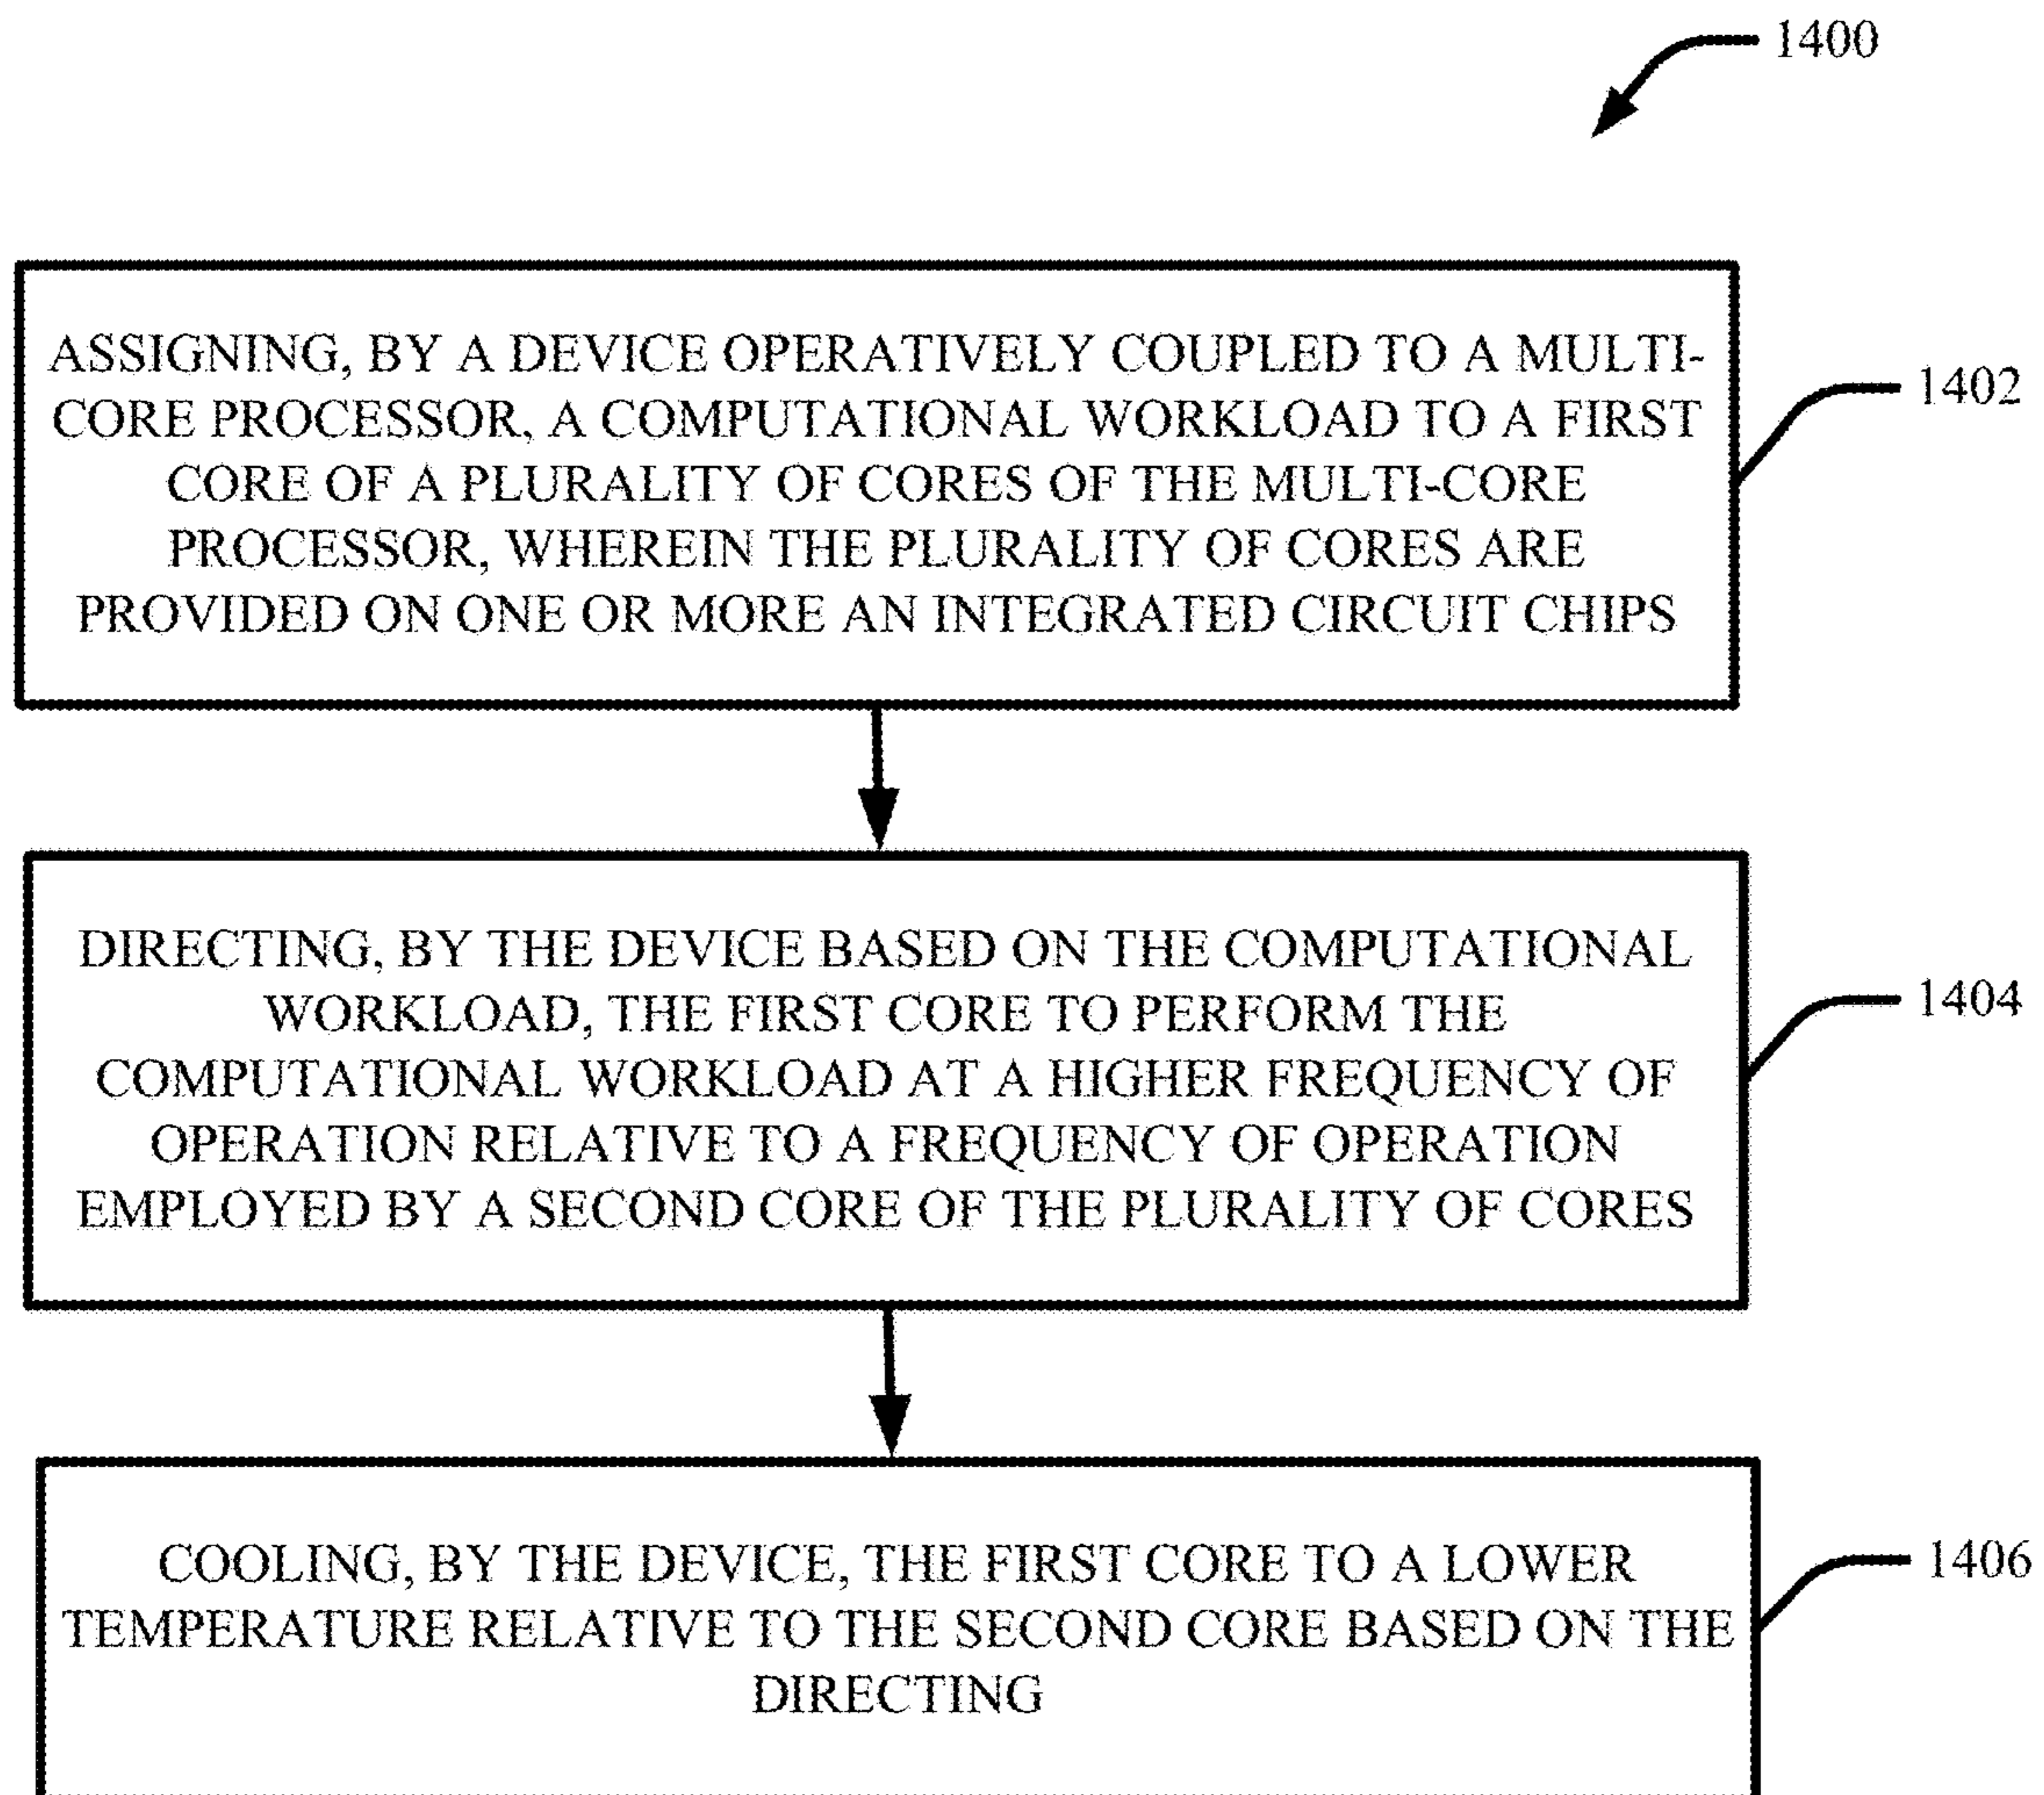 1400
ASSIGNING, BY A DEVICE OPERATIVELY COUPLED TO A MULTI-
CORE PROCESSOR, A COMPUTATIONAL WORKLOAD TO A FIRST
CORE OF A PLURALITY OF CORES OF THE MULTI-CORE
PROCESSOR, WHEREIN THE PLURALITY OF CORES ARE
PROVIDED ON ONE OR MORE AN INTEGRATED CIRCUIT CHIPS
1402
DIRECTING, BY THE DEVICE BASED ON THE COMPUTATIONAL
WORKLOAD, THE FIRST CORE TO PERFORM THE
COMPUTATIONAL WORKLOAD AT A HIGHER FREQUENCY OF
OPERATION RELATIVE TO A FREQUENCY OF OPERATION
EMPLOYED BY A SECOND CORE OF THE PLURALITY OF CORES
1404
COOLING, BY THE DEVICE, THE FIRST CORE TO A LOWER
TEMPERATURE RELATIVE TO THE SECOND CORE BASED ON THE
DIRECTING
1406